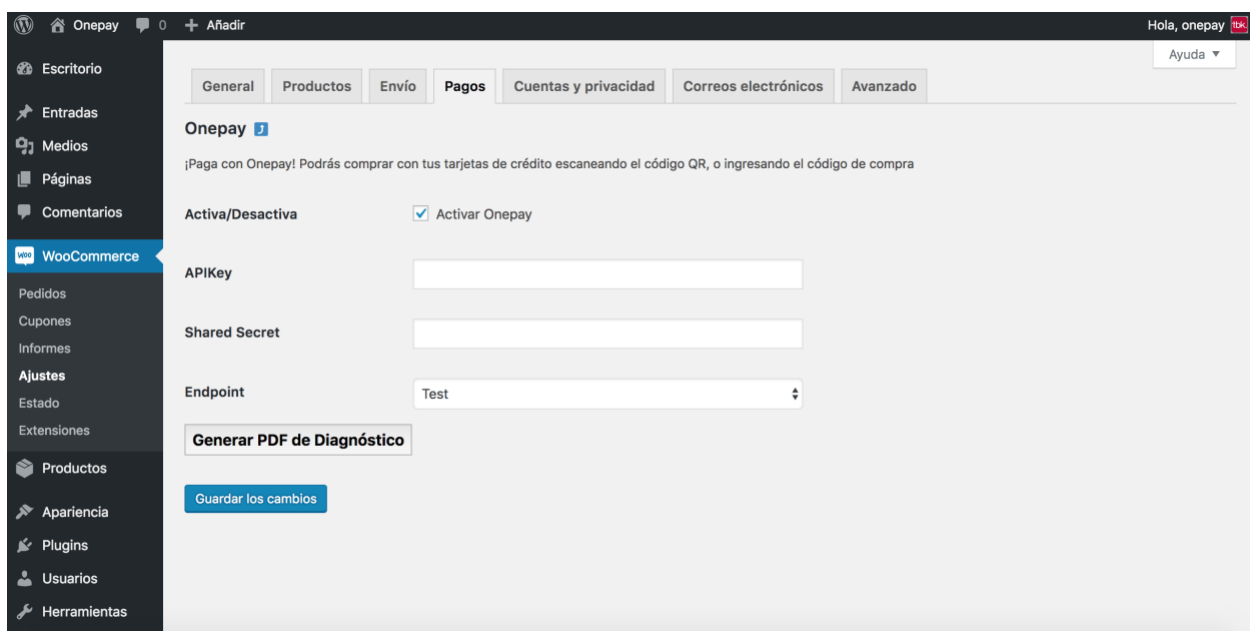 Onepay 0 + Añadir Hola, onepay tbk
Ayuda ▼
Escritorio
Entradas
Medios
Páginas
Comentarios
woo WooCommerce
Pedidos
Cupones
Informes
Ajustes
Estado
Extensiones
Productos
Apariencia
Plugins
Usuarios
Herramientas
General Productos Envío Pagos Cuentas y privacidad Correos electrónicos Avanzado
Onepay
¡Paga con Onepay! Podrás comprar con tus tarjetas de crédito escaneando el código QR, o ingresando el código de compra
Activa/Desactiva Activar Onepay
APIKey
Shared Secret
Endpoint Test
Generar PDF de Diagnóstico
Guardar los cambios